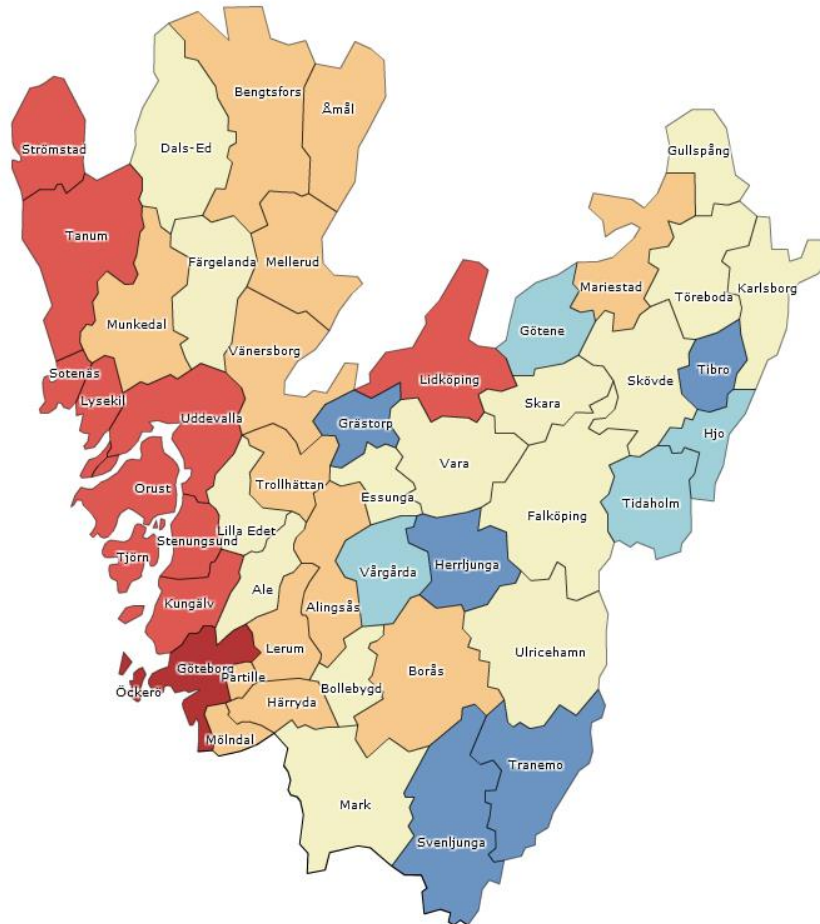 Bengtsfors
Åmål
Strömstad
Dals-Ed
Gullspång
Tanum
Färgelanda
Mellerud
Mariestad
Karlsborg
Töreboda
Munkedal
Götene
Vänersborg
Tibro
Sotenäs
Lidköping
Skövde
Lysekil
Skara
Uddevalla
Grästorp
Hjo
Vara
Trollhättan
Orust
Essunga
Tidaholm
Falköping
Lilla Edet
Stenungsund
Tjörn
Vårgårda
Herrljunga
Ale
Kungälv
Alingsås
Lerum
Ulricehamn
Göteborg
Borås
Partille
Bollebygd
Öckerö
Härryda
Mölndal
Tranemo
Mark
Svenljunga